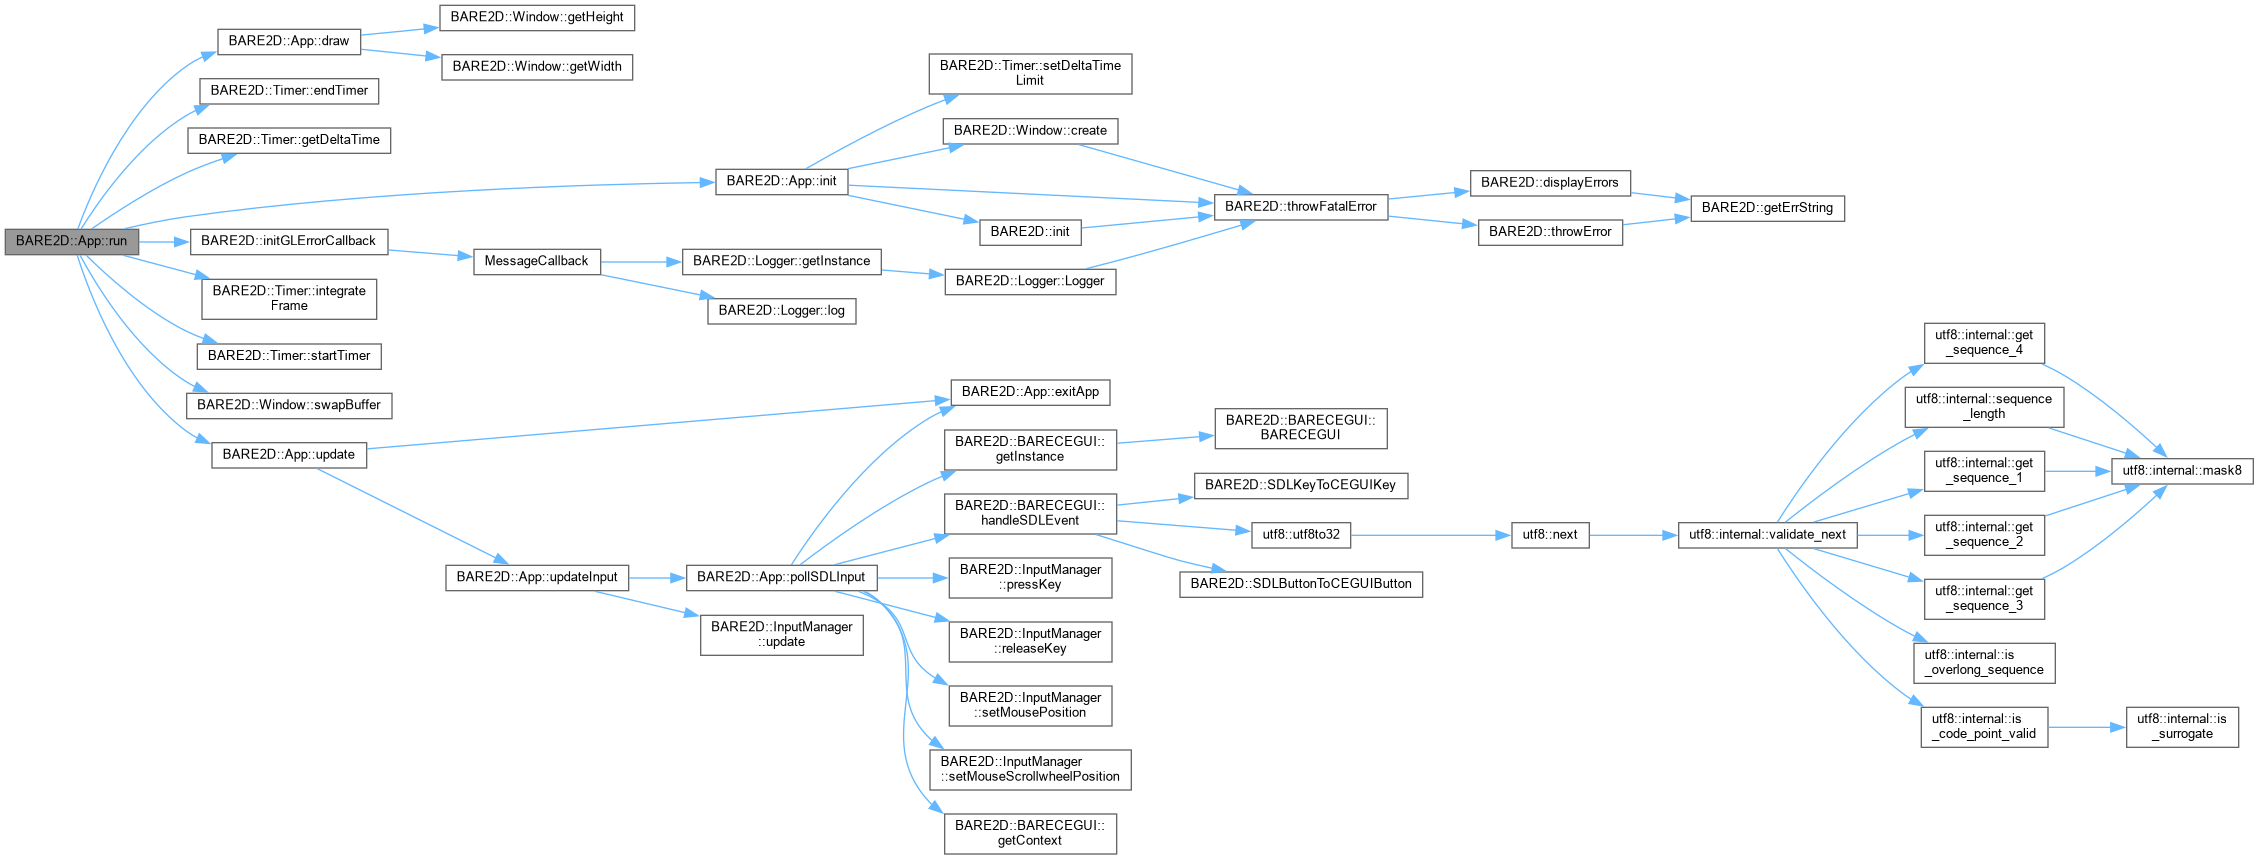 BARE2D::App::run
BARE2D::App::draw
BARE2D::Window::getHeight
BARE2D::Window::getWidth
BARE2D::Timer::endTimer
BARE2D::Timer::getDeltaTime
BARE2D::App::init
BARE2D::Timer::setDeltaTime
Limit
BARE2D::Window::create
BARE2D::init
BARE2D::throwFatalError
BARE2D::displayErrors
BARE2D::throwError
BARE2D::getErrString
BARE2D::initGLErrorCallback
MessageCallback
BARE2D::Logger::getInstance
BARE2D::Logger::log
BARE2D::Logger::Logger
BARE2D::Timer::integrate
Frame
BARE2D::Timer::startTimer
BARE2D::Window::swapBuffer
BARE2D::App::update
BARE2D::App::exitApp
BARE2D::App::updateInput
BARE2D::App::pollSDLInput
BARE2D::InputManager
::update
BARE2D::BARECEGUI::
getInstance
BARE2D::BARECEGUI::
BARECEGUI
BARE2D::BARECEGUI::
handleSDLEvent
BARE2D::SDLKeyToCEGUIKey
utf8::utf8to32
BARE2D::SDLButtonToCEGUIButton
BARE2D::InputManager
::pressKey
BARE2D::InputManager
::releaseKey
BARE2D::InputManager
::setMousePosition
BARE2D::InputManager
::setMouseScrollwheelPosition
BARE2D::BARECEGUI::
getContext
utf8::next
utf8::internal::validate_next
utf8::internal::get
_sequence_4
utf8::internal::sequence
_length
utf8::internal::get
_sequence_1
utf8::internal::get
_sequence_2
utf8::internal::get
_sequence_3
utf8::internal::is
_overlong_sequence
utf8::internal::is
_code_point_valid
utf8::internal::mask8
utf8::internal::is
_surrogate